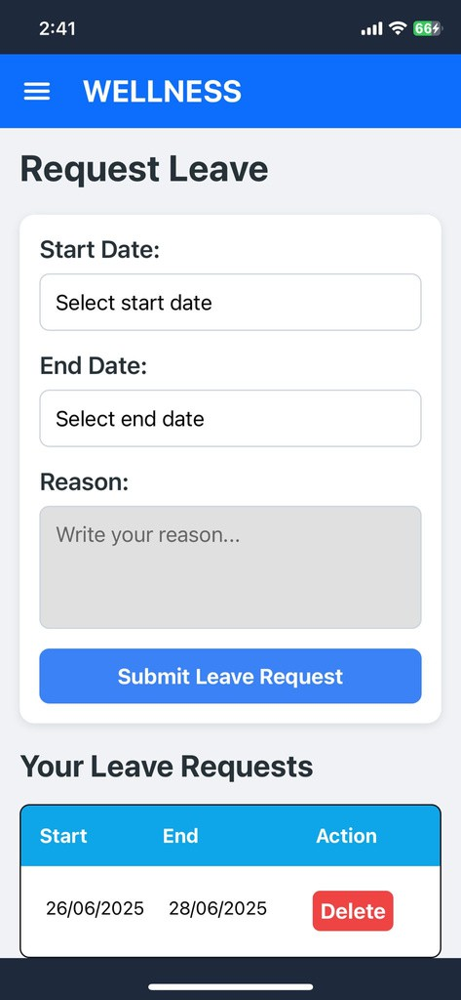 2:41
66
WELLNESS
Request Leave
Start Date:
Select start date
End Date:
Select end date
Reason:
Write your reason...
Submit Leave Request
Your Leave Requests
Start End Action
26/06/2025 28/06/2025 Delete